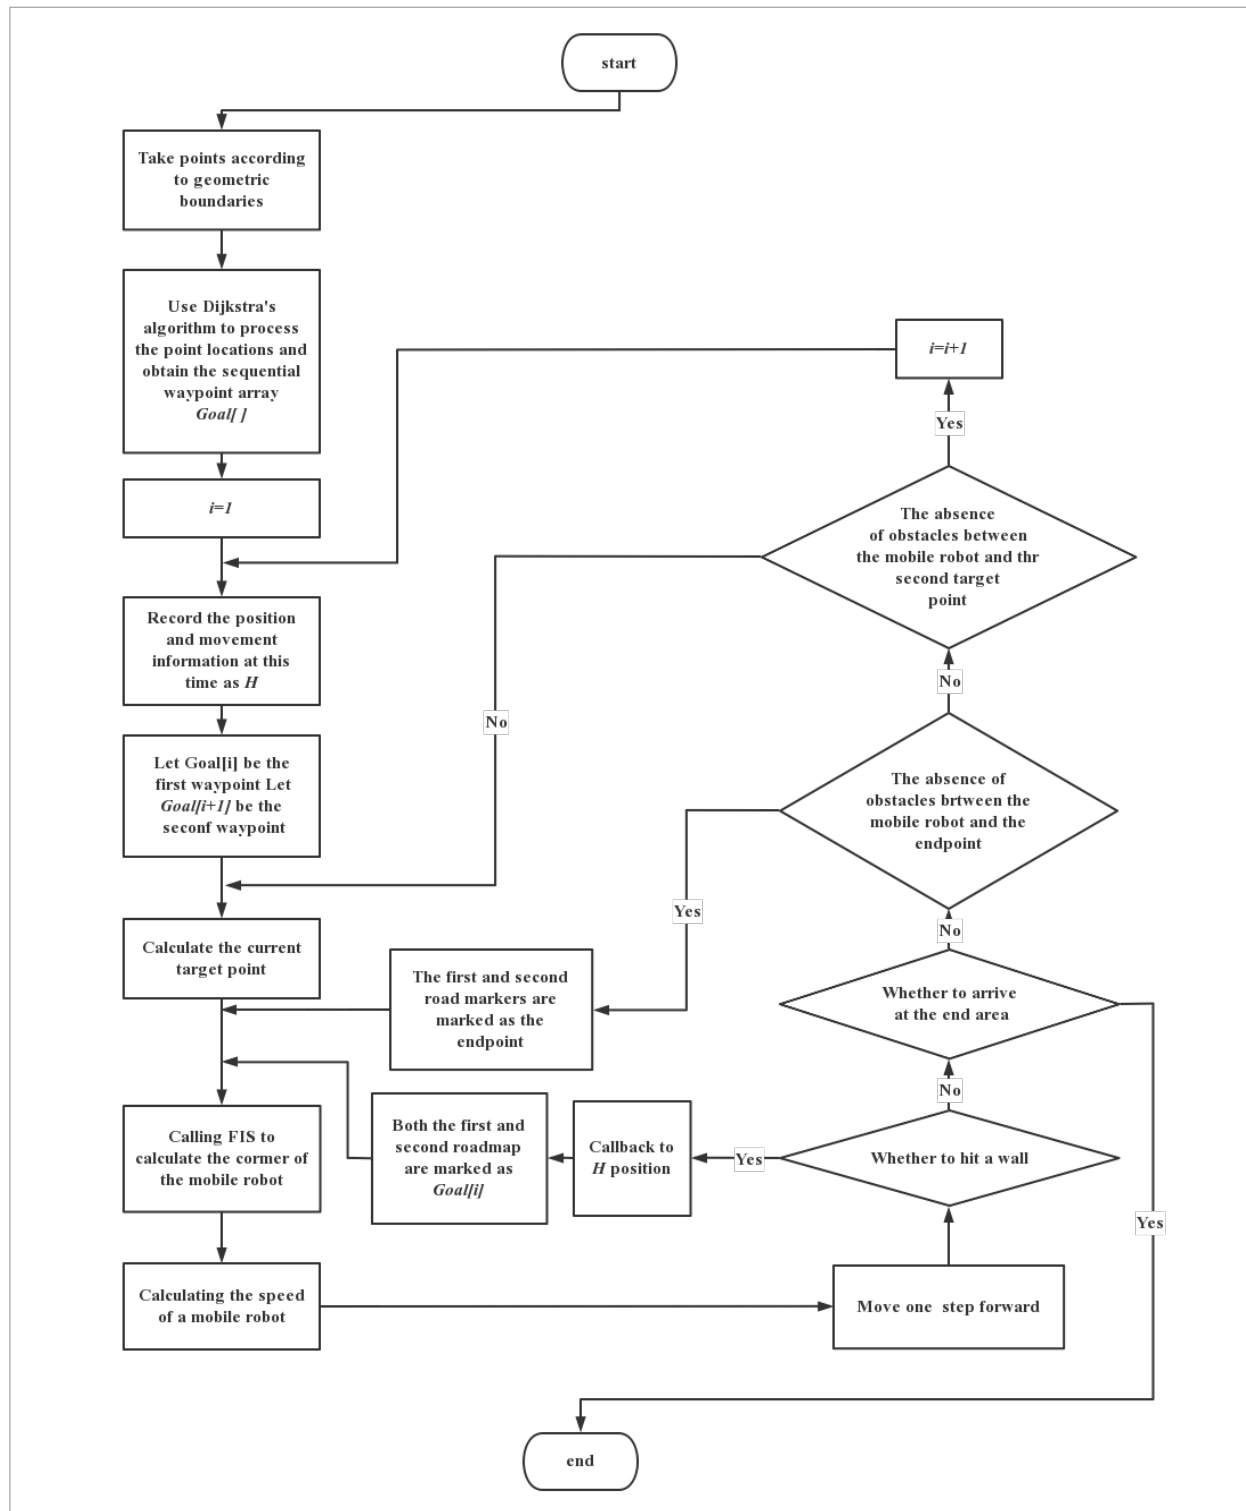 start
Take points according
to geometric
boundaries
Use Dijkstra's
algorithm to process
the point locations and
obtain the sequential
waypoint array
Goal[ ]
i=1
Record the position
and movement
information at this
time as H
Let Goal[i] be the
first waypoint Let
Goal[i+1] be the
seconf waypoint
Calculate the current
target point
Calling FIS to
calculate the cormer of
the mobile robot
Calculating the speed
of a mobile robot
Move one step forward
Whether to hit a wall
Yes
Callback to
H position
Both the first and
second roadmap
are marked as
Goal[i]
No
Whether to arrive
at the end area
Yes
No
The absence of
obstacles brtween the
mobile robot and the
endpoint
Yes
The first and second
road markers are
marked as the
endpoint
No
The absence
of obstacles between
the mobile robot and thr
second target
point
No
Yes
i=i+1
end